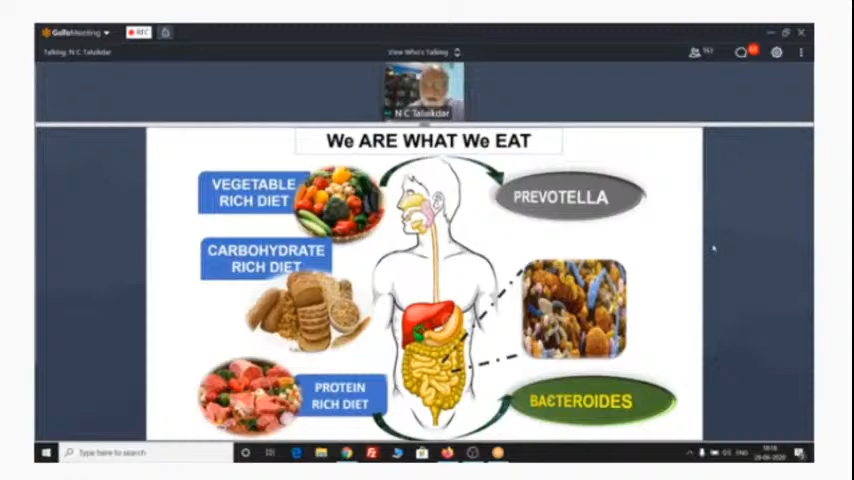 GoToMeeting
REC
Talking: N C Talukdar
View Who's Talking
163
N C Talukdar
We ARE WHAT We EAT
VEGETABLE
RICH DIET
PREVOTELLA
CARBOHYDRATE
RICH DIET
PROTEIN
RICH DIET
BACTEROIDES
Type here to search
ENG